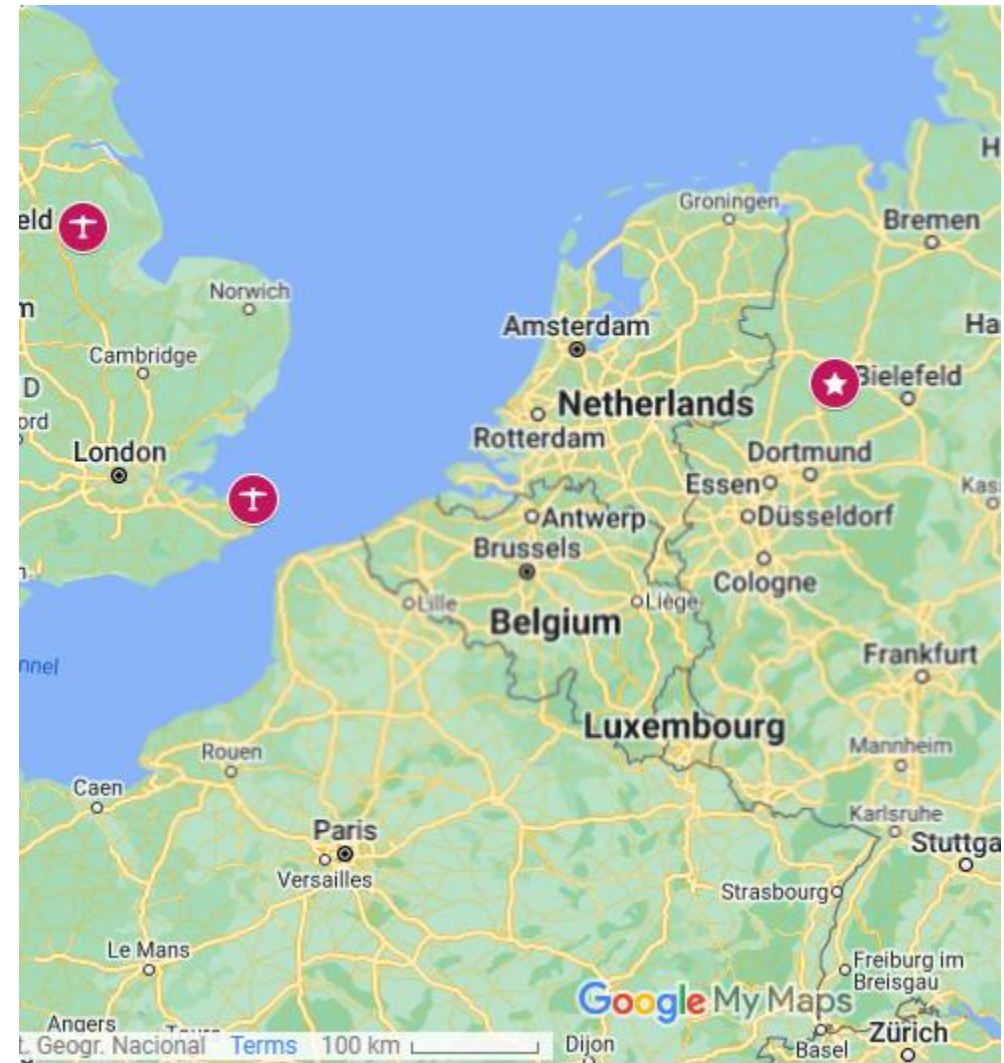 H
Groningen
Bremen
eld
Norwich
m
Amsterdam
Ha
Cambridge
Bielefeld
D
Netherlands
ord
Rotterdam
London
Dortmund
Essen
Kas
Antwerp
Düsseldorf
Brussels
Cologne
Lille
Liège
Belgium
nnel
Frankfurt
Luxembourg
Rouen
Mannheim
Caen
Karlsruhe
Paris
Stuttga
Versailles
Strasbourg
Le Mans
Freiburg im
Breisgau
Google My Maps
Angers
Zürich
t. Geogr. Nacional Terms 100 km
Dijon
Basel